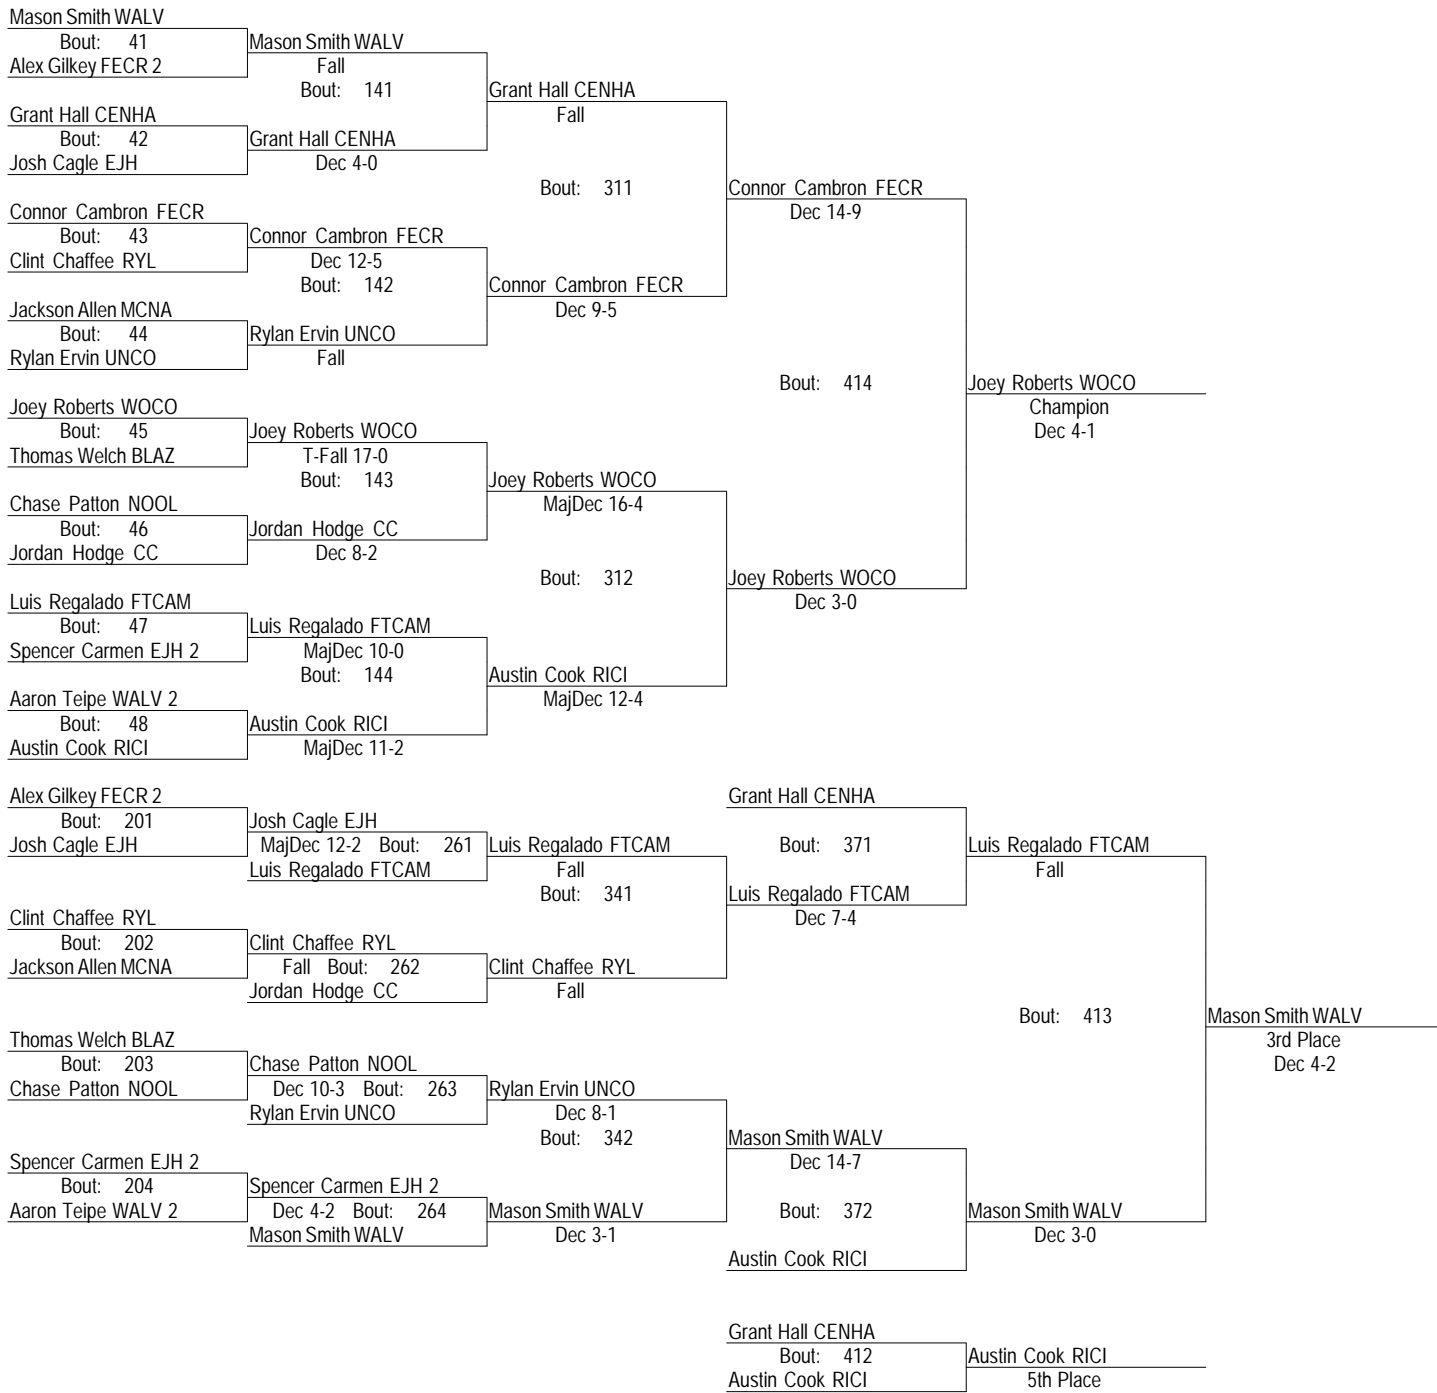 Mason Smith WALV
Bout: 41
Mason Smith WALV
Alex Gilkey FECR 2
Fall
Bout: 141
Grant Hall CENHA
Grant Hall CENHA
Fall
Bout: 42
Grant Hall CENHA
Josh Cagle EJH
Dec 4-0
Bout: 311
Connor Cambron FECR
Connor Cambron FECR
Dec 14-9
Bout: 43
Connor Cambron FECR
Clint Chaffee RYL
Dec 12-5
Bout: 142
Connor Cambron FECR
Jackson Allen MCNA
Dec 9-5
Bout: 44
Rylan Ervin UNCO
Rylan Ervin UNCO
Fall
Bout: 414
Joey Roberts WOCO
Joey Roberts WOCO
Champion
Bout: 45
Joey Roberts WOCO
Dec 4-1
Thomas Welch BLAZ
T-Fall 17-0
Bout: 143
Joey Roberts WOCO
Chase Patton NOOL
MajDec 16-4
Bout: 46
Jordan Hodge CC
Jordan Hodge CC
Dec 8-2
Bout: 312
Joey Roberts WOCO
Luis Regalado FTCAM
Dec 3-0
Bout: 47
Luis Regalado FTCAM
Spencer Carmen EJH 2
MajDec 10-0
Bout: 144
Austin Cook RICI
Aaron Teipe WALV 2
MajDec 12-4
Bout: 48
Austin Cook RICI
Austin Cook RICI
MajDec 11-2
Alex Gilkey FECR 2
Grant Hall CENHA
Bout: 201
Josh Cagle EJH
Josh Cagle EJH
MajDec 12-2 Bout: 261
Luis Regalado FTCAM
Bout: 371
Luis Regalado FTCAM
Luis Regalado FTCAM
Fall
Fall
Bout: 341
Luis Regalado FTCAM
Clint Chaffee RYL
Dec 7-4
Bout: 202
Clint Chaffee RYL
Jackson Allen MCNA
Fall Bout: 262
Clint Chaffee RYL
Jordan Hodge CC
Fall
Bout: 413
Mason Smith WALV
Thomas Welch BLAZ
3rd Place
Bout: 203
Chase Patton NOOL
Dec 4-2
Chase Patton NOOL
Dec 10-3 Bout: 263
Rylan Ervin UNCO
Rylan Ervin UNCO
Dec 8-1
Bout: 342
Mason Smith WALV
Spencer Carmen EJH 2
Dec 14-7
Bout: 204
Spencer Carmen EJH 2
Aaron Teipe WALV 2
Dec 4-2 Bout: 264
Mason Smith WALV
Bout: 372
Mason Smith WALV
Mason Smith WALV
Dec 3-1
Dec 3-0
Austin Cook RICI
Grant Hall CENHA
Bout: 412
Austin Cook RICI
Austin Cook RICI
5th Place